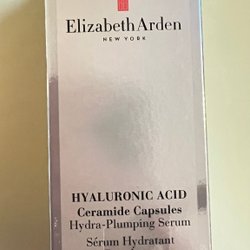 Elizabeth Arden
NEW YORK
HYALURONIC ACID
Ceramide Capsules
Hydra-Plumping Serum
Sérum Hydratant